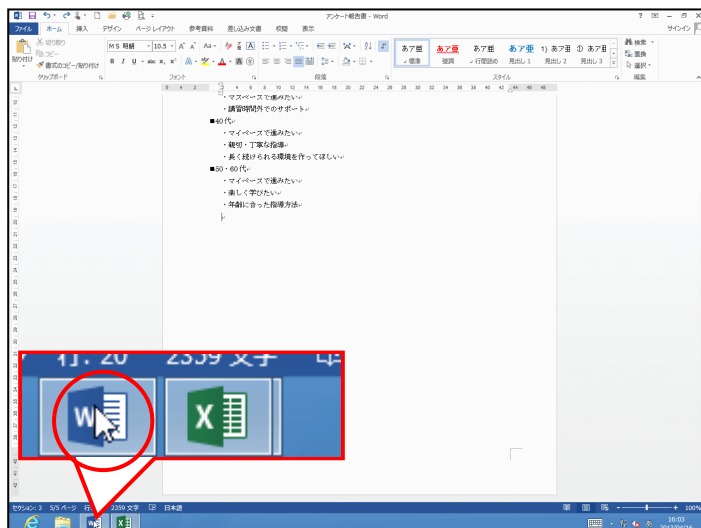 アンケート報告書 - Word
サインイン
ファイル ホーム 挿入 デザイン ページ レイアウト 参考資料 差し込み文書 校閲 表示
切り取り
コピー
書式のコピー/貼り付け
貼り付け
MS 明朝 10.5
あア亜 標準
あア亜 強調
あア亜 行間詰め
あア亜 見出し 1
1) あア亜 見出し 2
① あア亜 見出し 3
検索
置換
選択
クリップボード フォント 段落 スタイル 編集
・マスペースで進みたい
・講習時間外でのサポート
■40代
・マイペースで進みたい
・親切・丁寧な指導
・長く続けられる環境を作ってほしい
■50・60代
・マイペースで進みたい
・楽しく学びたい
・年齢に合った指導方法
行: 20 2359 文字
セクション: 3 5/5 ページ 2359 文字 日本語 100%
16:03